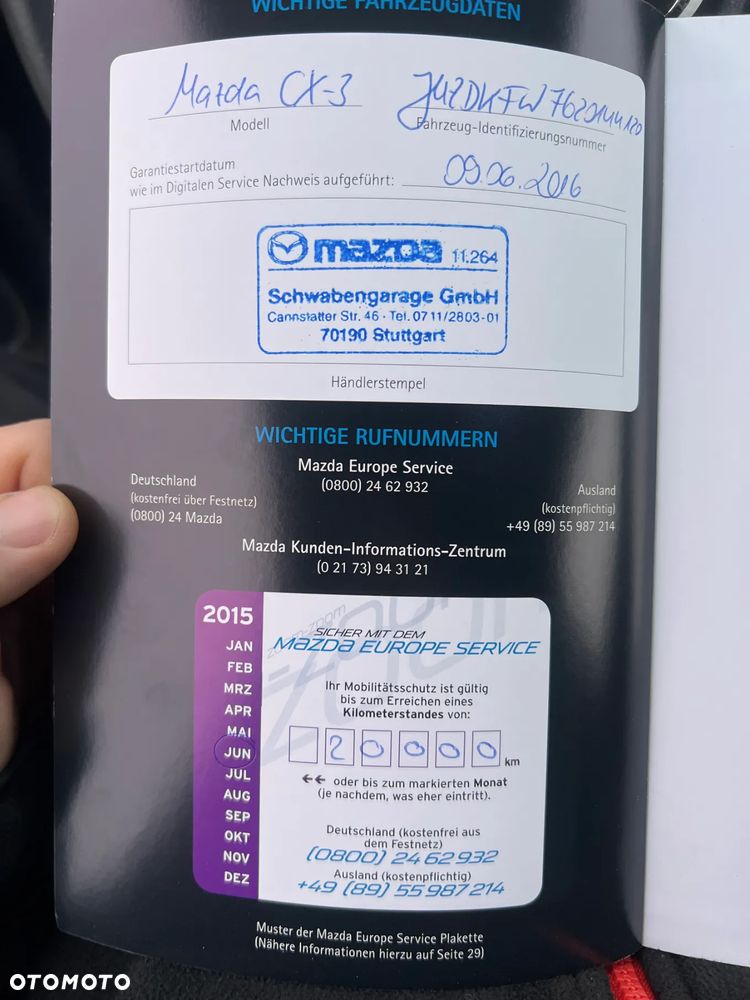 WICHTIGE FAHRZEUGDATEN
Mazda CX-3
Modell
Fahrzeug-Identifizierungsnummer
Garantiestartdatum
wie im Digitalen Service Nachweis aufgeführt: 09.06.2016
mazda 11.264
Schwabengarage GmbH
Cannstatter Str. 46 · Tel. 0711/2803-01
70190 Stuttgart
Händlerstempel
WICHTIGE RUFNUMMERN
Mazda Europe Service
(0800) 24 62 932
Deutschland
(kostenfrei über Festnetz)
(0800) 24 Mazda
Ausland
(kostenpflichtig)
+49 (89) 55 987 214
Mazda Kunden-Informations-Zentrum
(0 21 73) 94 31 21
2015
JAN
FEB
MRZ
APR
MAI
JUN
JUL
AUG
SEP
OKT
NOV
DEZ
zoom-zoom
SICHER MIT DEM
MAZDA EUROPE SERVICE
Ihr Mobilitätsschutz ist gültig
bis zum Erreichen eines
Kilometerstandes von:
2 0 0 0 0 km
←← oder bis zum markierten Monat
(je nachdem, was eher eintritt).
Deutschland (kostenfrei aus
dem Festnetz)
(0800) 24 62 932
Ausland (kostenpflichtig)
+49 (89) 55 987 214
Muster der Mazda Europe Service Plakette
(Nähere Informationen hierzu auf Seite 29)
OTOMOTO